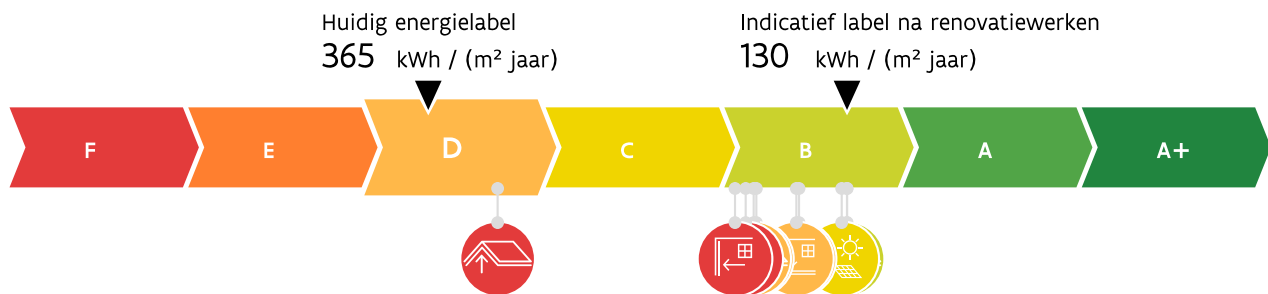 Huidig energielabel
365 kWh / (m² jaar)
Indicatief label na renovatiewerken
130 kWh / (m² jaar)
F E D C B A A+